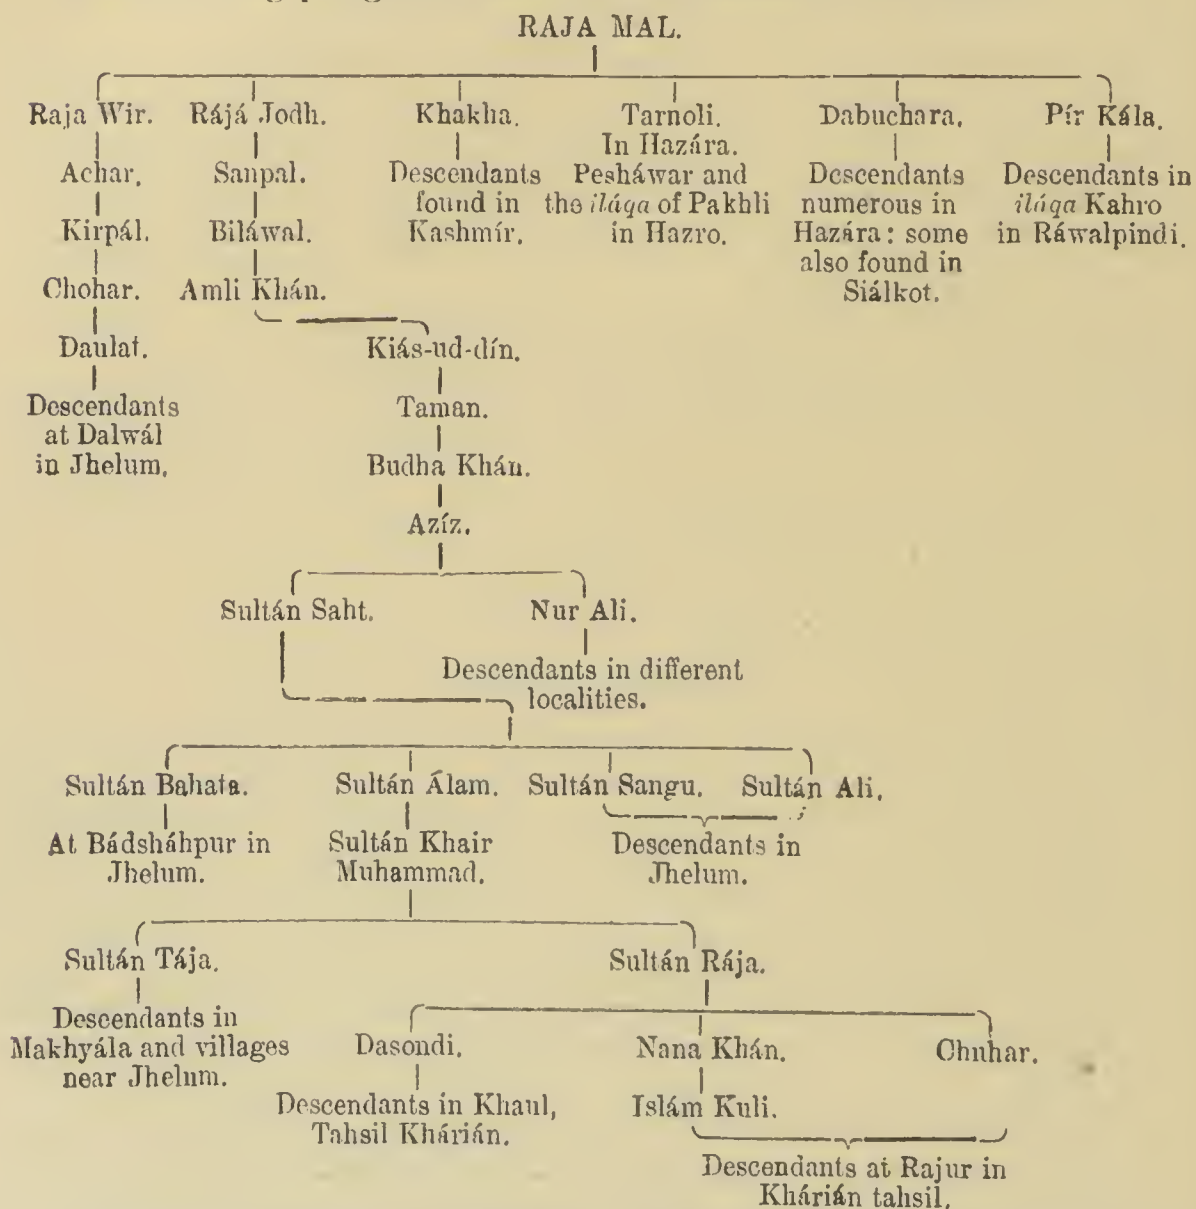 RAJA MAL.
Raja Wir. Rájá Jodh. Khakha. Tarnoli. Dabuchara. Pír Kála.
In Hazára.
Achar. Sanpal. Descendants Pesháwar and Descendants Descendants in
found in the iláqa of Pakhli numerous in iláqa Kahro
Kirpál. Biláwal. Kashmír. in Hazro. Hazára: some in Ráwalpindi.
also found in
Chohar. Amli Khán. Siálkot.
Daulat. Kiás-ud-dín.
Descendants Taman.
at Dalwál
in Jhelum. Budha Khán.
Azíz.
Sultán Saht. Nur Ali.
Descendants in different
localities.
Sultán Bahata. Sultán Álam. Sultán Sangu. Sultán Ali.
At Bádsháhpur in Sultán Khair Descendants in
Jhelum. Muhammad. Jhelum.
Sultán Tája. Sultán Rája.
Descendants in
Makhyála and villages Dasondi. Nana Khán. Chuhar.
near Jhelum.
Descendants in Khaul, Islám Kuli.
Tahsil Khárián.
Descendants at Rajur in
Khárián tahsil.